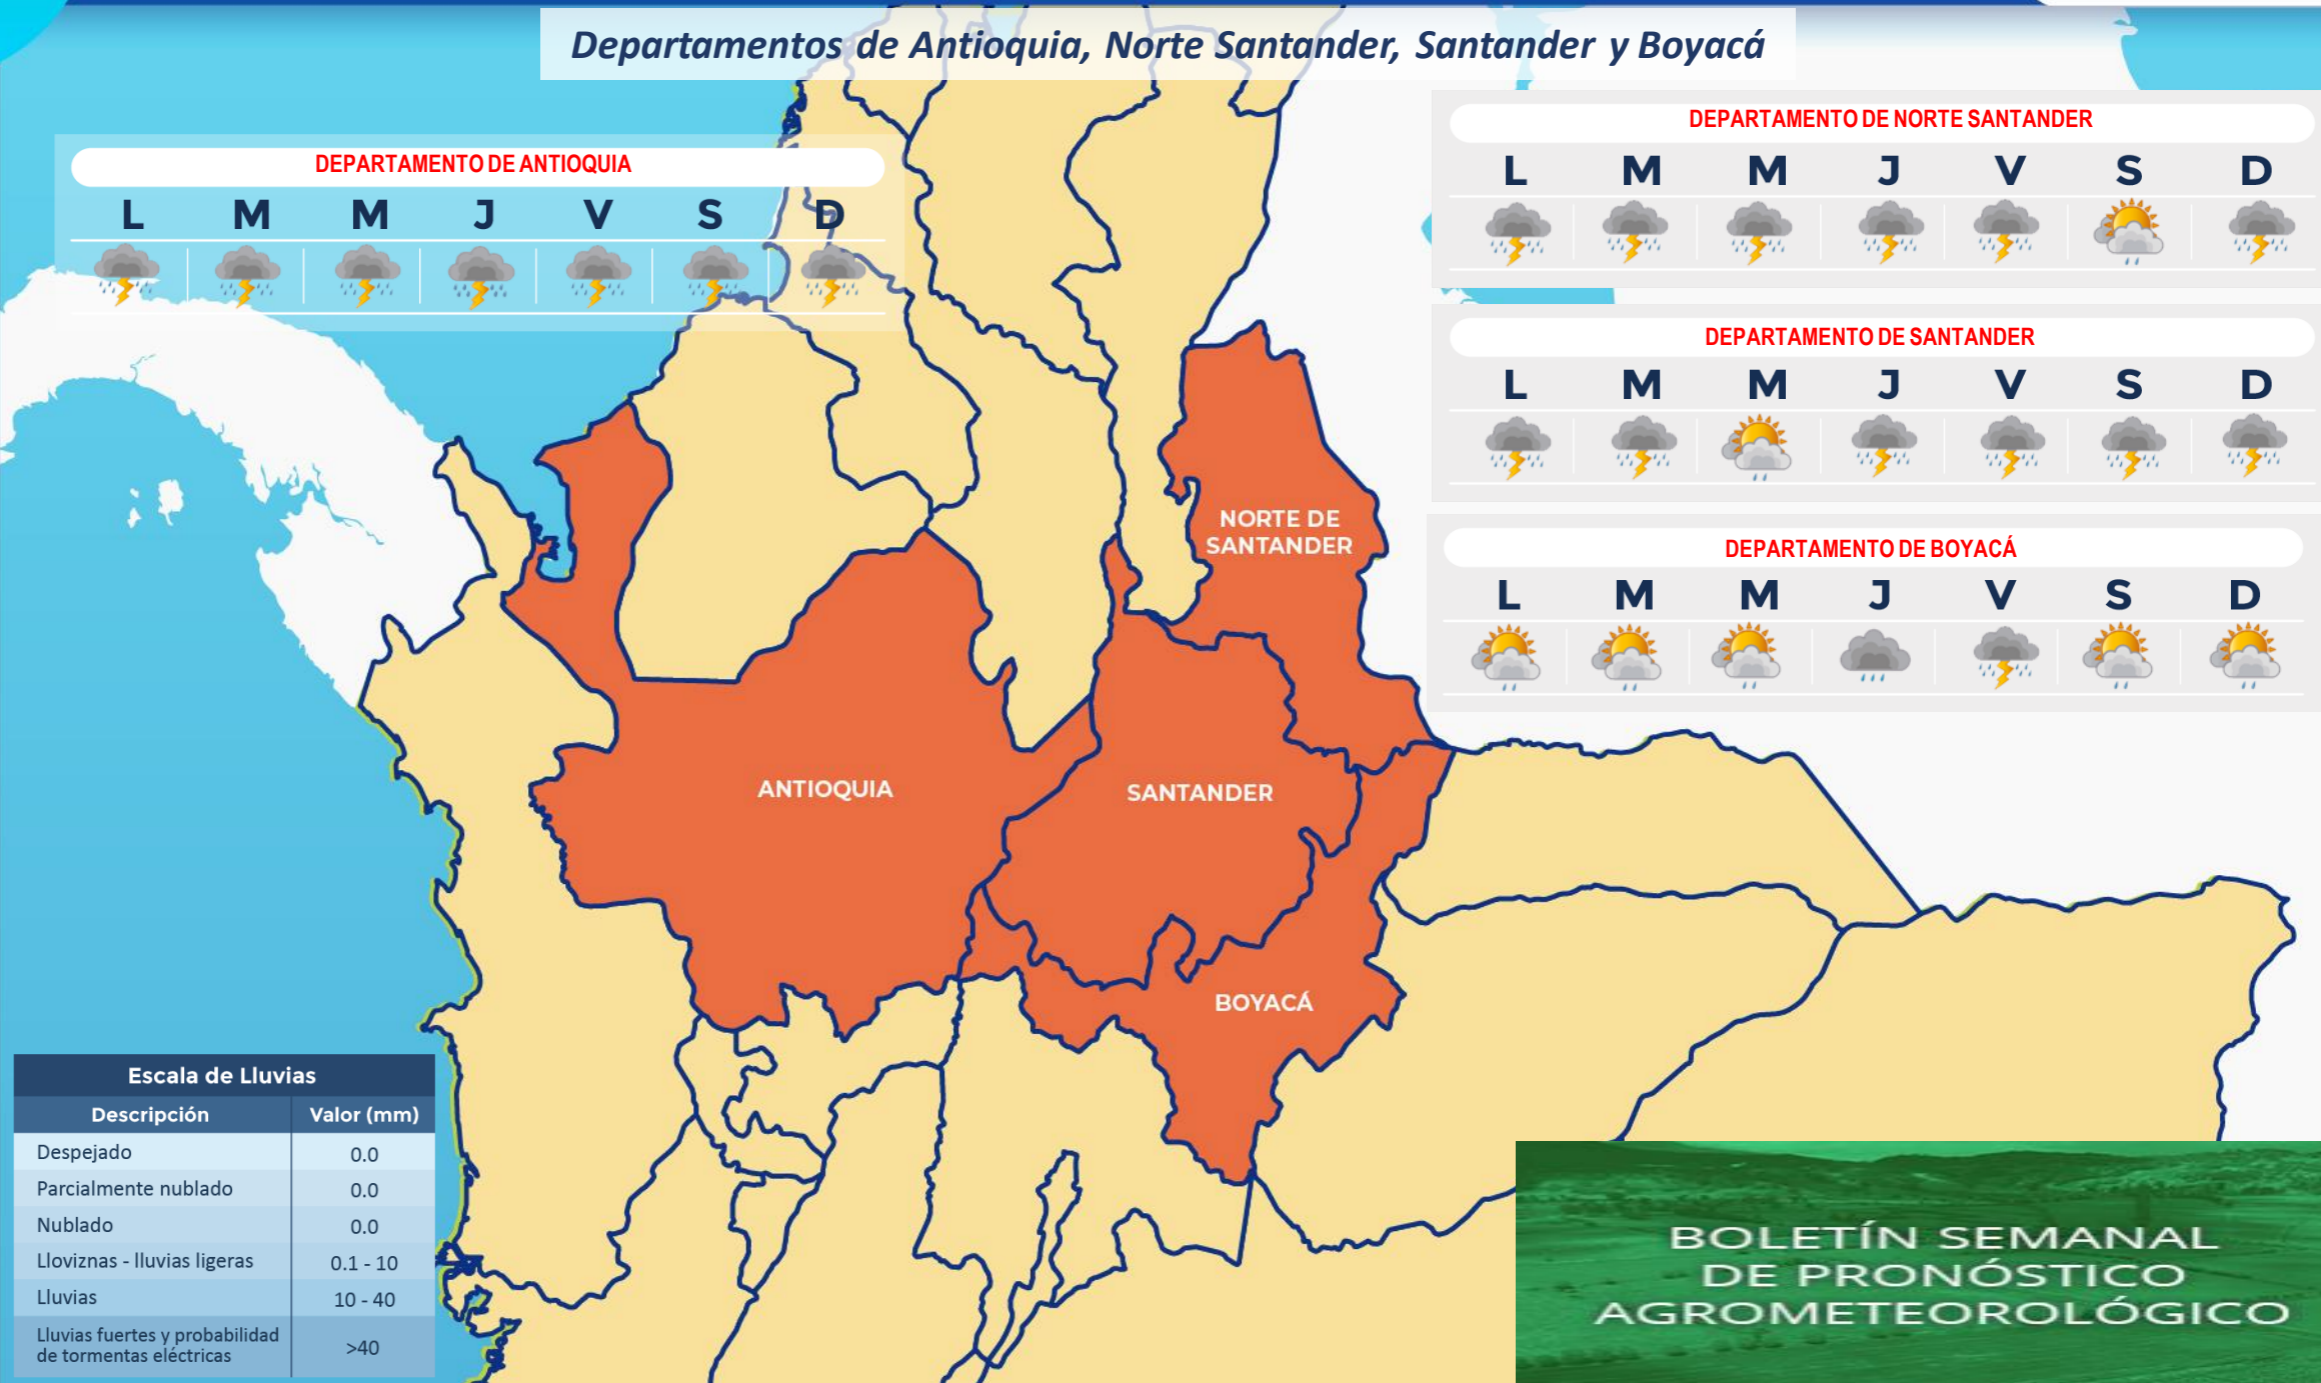 Departamentos de Antioquia, Norte Santander, Santander y Boyacá
DEPARTAMENTO DE ANTIOQUIA
L M M J V S D
DEPARTAMENTO DE NORTE SANTANDER
L M M J V S D
DEPARTAMENTO DE SANTANDER
L M M J V S D
DEPARTAMENTO DE BOYACÁ
L M M J V S D
NORTE DE
SANTANDER
ANTIOQUIA
SANTANDER
BOYACÁ
Escala de Lluvias
Descripción Valor (mm)
Despejado 0.0
Parcialmente nublado 0.0
Nublado 0.0
Lloviznas - lluvias ligeras 0.1 - 10
Lluvias 10 - 40
Lluvias fuertes y probabilidad
de tormentas eléctricas >40
BOLETÍN SEMANAL
DE PRONÓSTICO
AGROMETEOROLÓGICO